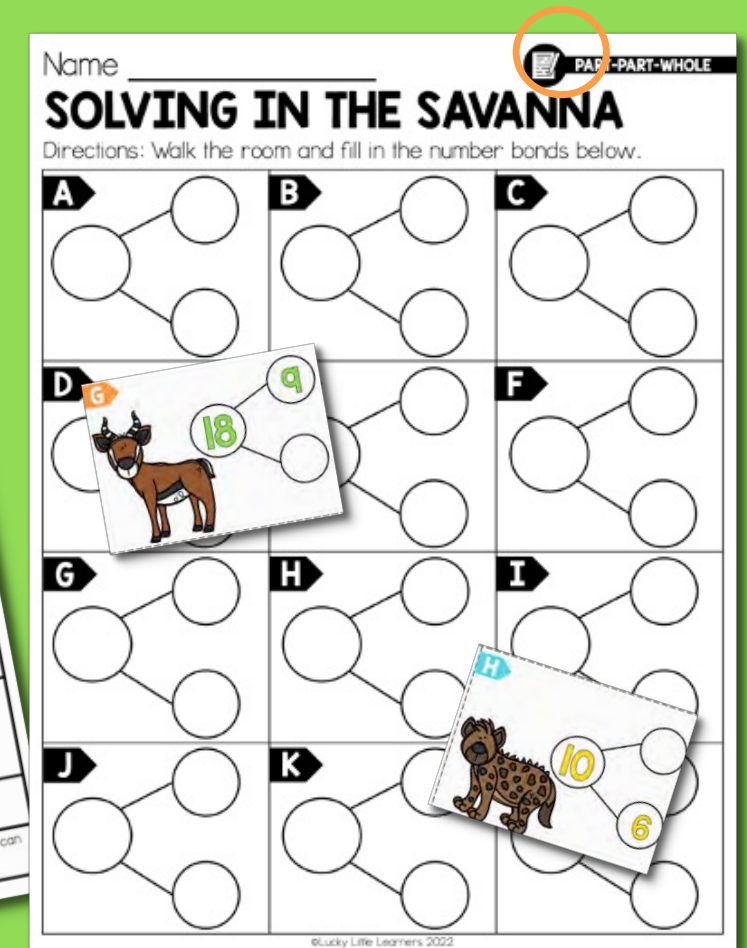 Name
PART-PART-WHOLE
SOLVING IN THE SAVANNA
Directions: Walk the room and fill in the number bonds below.
A
B
C
D
G
18
9
F
G
H
I
H
10
6
J
K
can
©Lucky Little Learners 2022